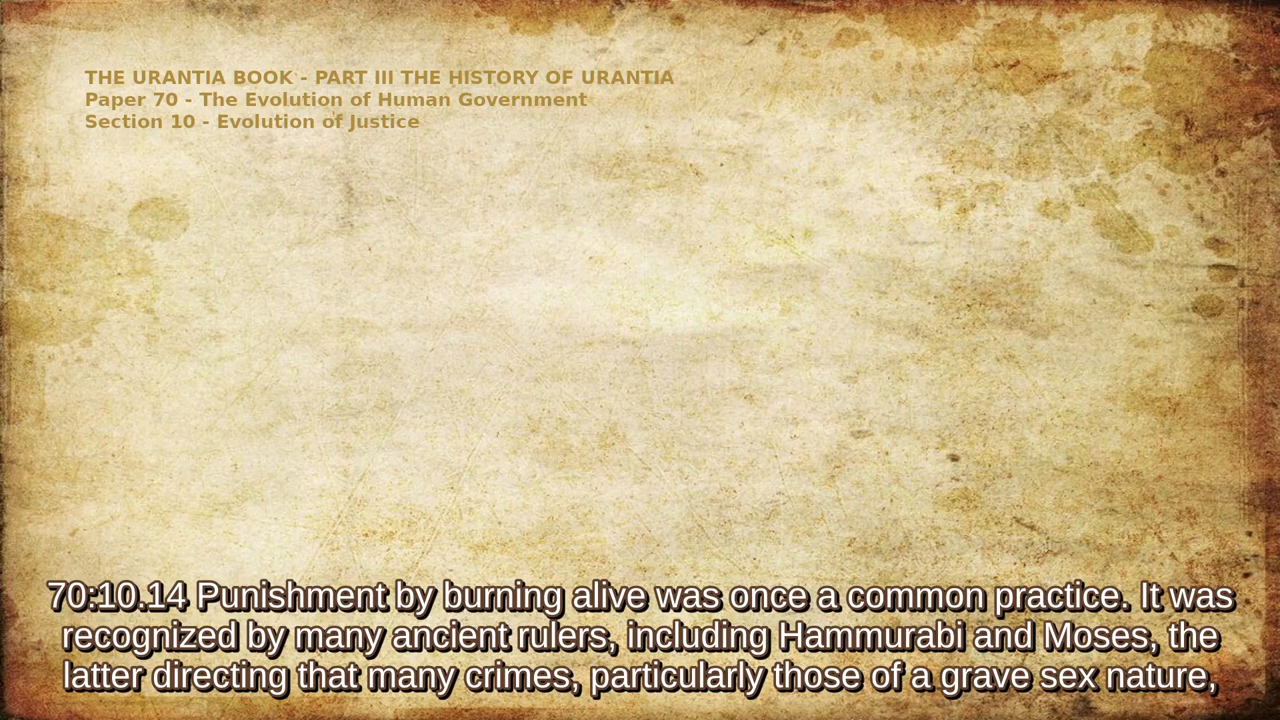 THE URANTIA BOOK - PART III THE HISTORY OF URANTIA
Paper 70 - The Evolution of Human Government
Section 10 - Evolution of Justice
70:10.14 Punishment by burning alive was once a common practice. It was
recognized by many ancient rulers, including Hammurabi and Moses, the
latter directing that many crimes, particularly those of a grave sex nature,